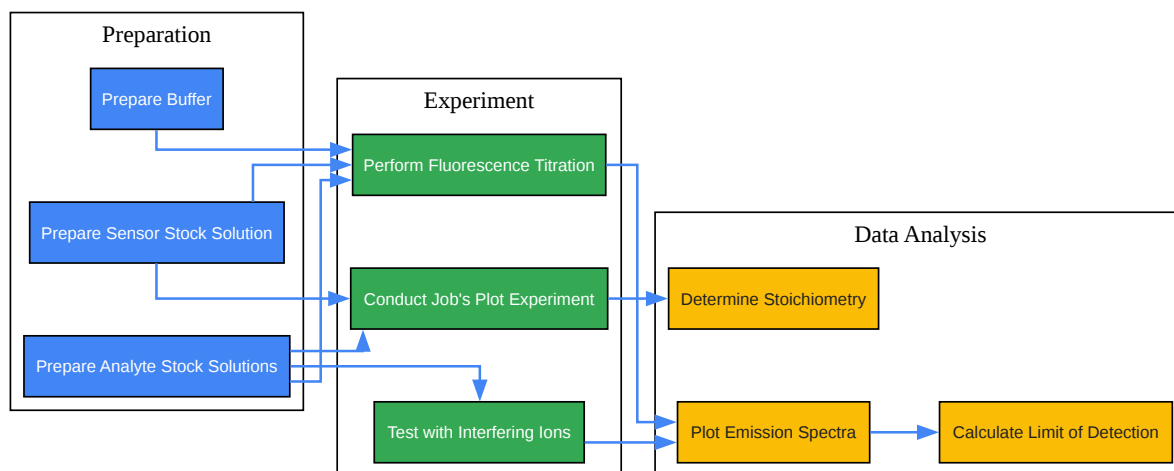 Preparation
Prepare Buffer
Prepare Sensor Stock Solution
Prepare Analyte Stock Solutions
Experiment
Perform Fluorescence Titration
Conduct Job's Plot Experiment
Test with Interfering Ions
Data Analysis
Determine Stoichiometry
Plot Emission Spectra
Calculate Limit of Detection